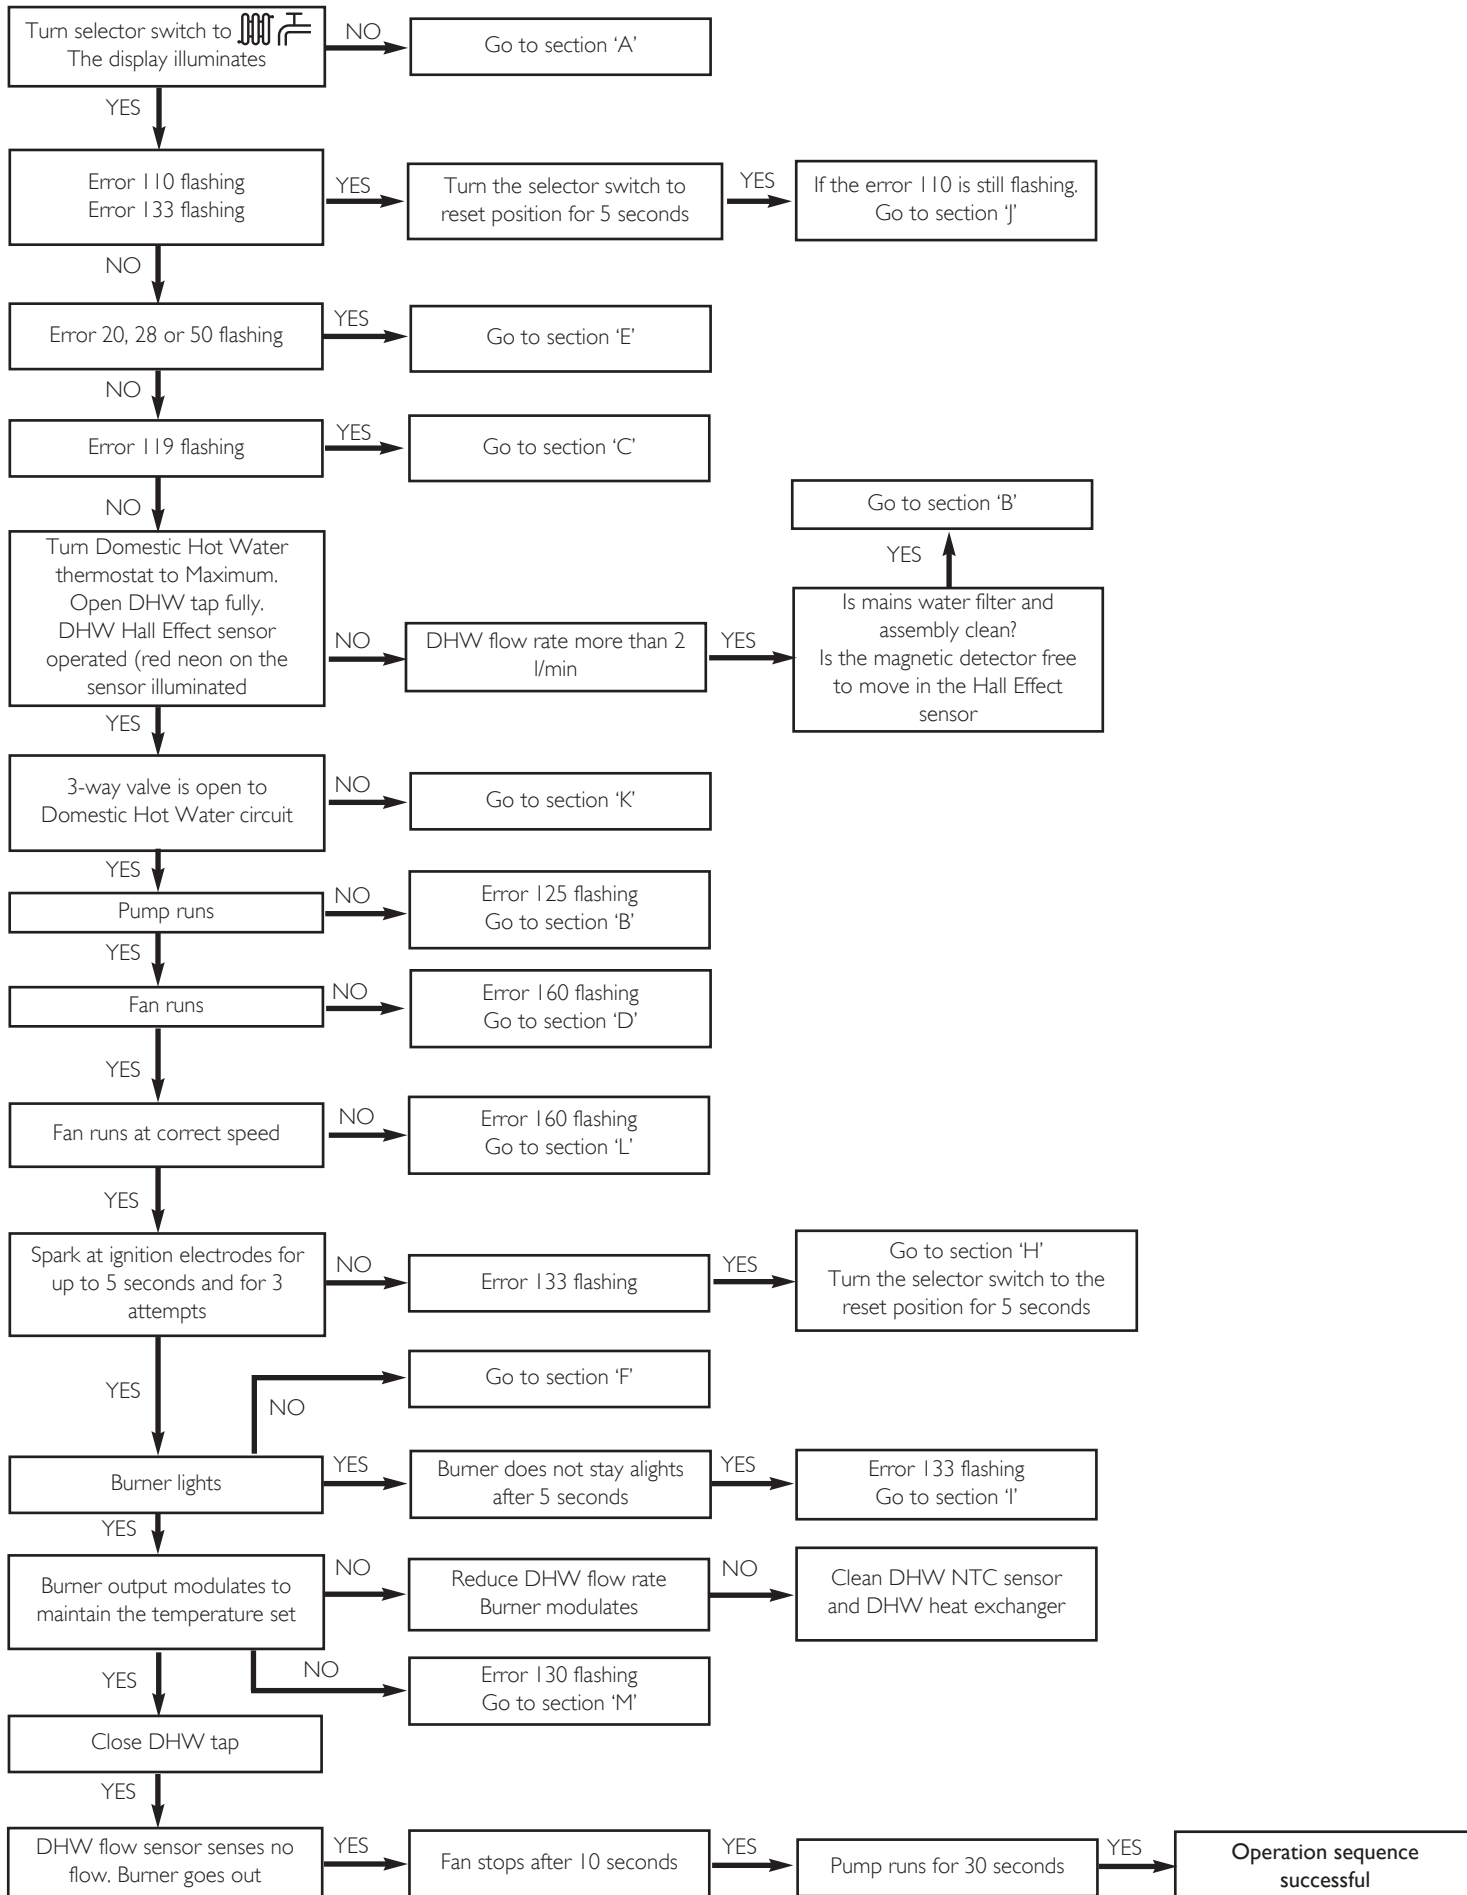 Turn selector switch to
The display illuminates
NO
Go to section ‘A’
YES
Error 110 flashing
Error 133 flashing
YES
Turn the selector switch to
reset position for 5 seconds
YES
If the error 110 is still flashing.
Go to section ‘J’
NO
Error 20, 28 or 50 flashing
YES
Go to section ‘E’
NO
Error 119 flashing
YES
Go to section ‘C’
NO
Turn Domestic Hot Water
thermostat to Maximum.
Open DHW tap fully.
DHW Hall Effect sensor
operated (red neon on the
sensor illuminated
NO
DHW flow rate more than 2
l/min
YES
Is mains water filter and
assembly clean?
Is the magnetic detector free
to move in the Hall Effect
sensor
YES
Go to section ‘B’
YES
3-way valve is open to
Domestic Hot Water circuit
NO
Go to section ‘K’
YES
Pump runs
NO
Error 125 flashing
Go to section ‘B’
YES
Fan runs
NO
Error 160 flashing
Go to section ‘D’
YES
Fan runs at correct speed
NO
Error 160 flashing
Go to section ‘L’
YES
Spark at ignition electrodes for
up to 5 seconds and for 3
attempts
NO
Error 133 flashing
YES
Go to section ‘H’
Turn the selector switch to the
reset position for 5 seconds
YES
NO
Go to section ‘F’
Burner lights
YES
Burner does not stay alights
after 5 seconds
YES
Error 133 flashing
Go to section ‘I’
YES
Burner output modulates to
maintain the temperature set
NO
Reduce DHW flow rate
Burner modulates
NO
Clean DHW NTC sensor
and DHW heat exchanger
NO
Error 130 flashing
Go to section ‘M’
YES
Close DHW tap
YES
DHW flow sensor senses no
flow. Burner goes out
YES
Fan stops after 10 seconds
YES
Pump runs for 30 seconds
YES
Operation sequence
successful